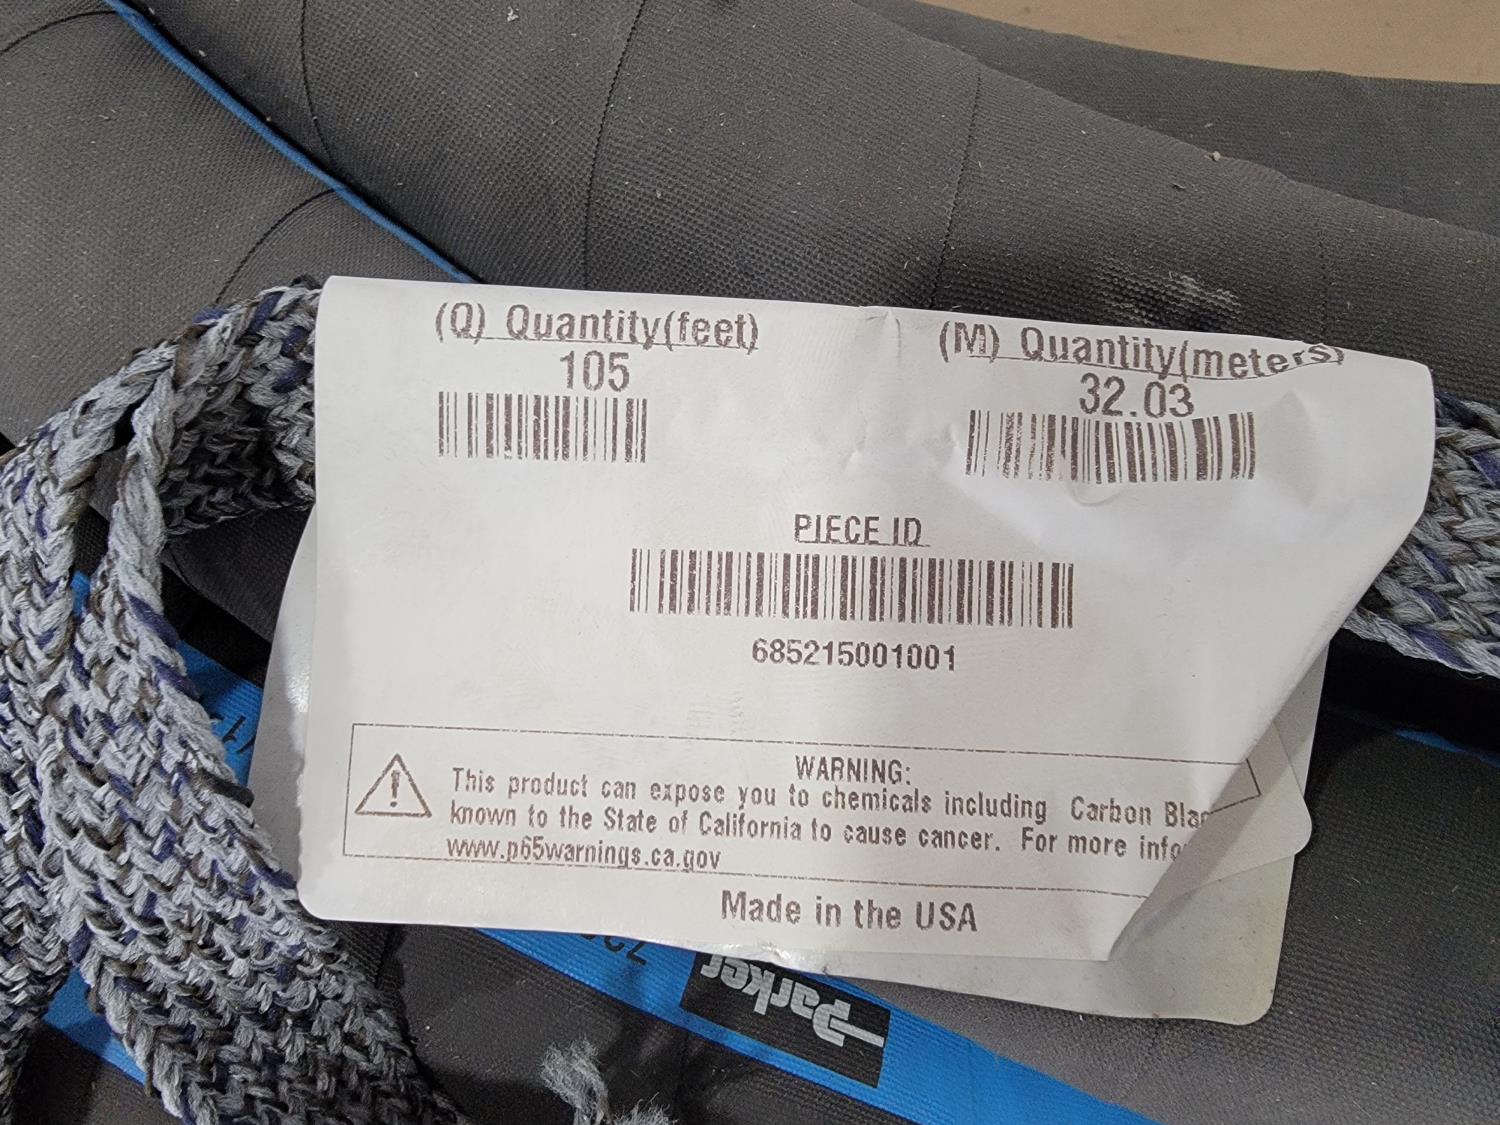 (Q) Quantity(feet)
105
(M) Quantity(meters)
32.03
PIECE ID
685215001001
WARNING:
This product can expose you to chemicals including Carbon
known to the State of California to cause cancer. For more
www.p65warnings.ca.gov
Made in the USA
Parker